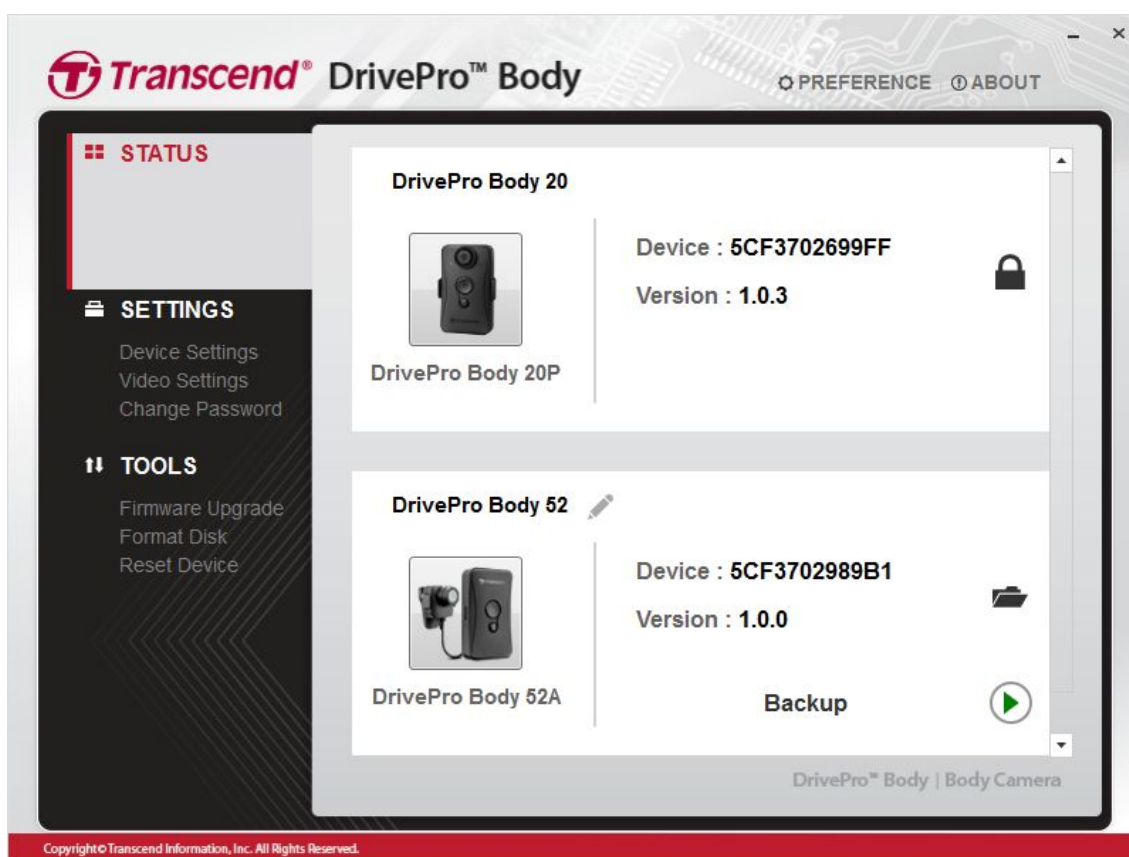 Transcend® DrivePro™ Body
PREFERENCE ABOUT
STATUS
SETTINGS
Device Settings
Video Settings
Change Password
TOOLS
Firmware Upgrade
Format Disk
Reset Device
DrivePro Body 20
Device : 5CF3702699FF
Version : 1.0.3
DrivePro Body 20P
DrivePro Body 52
Device : 5CF3702989B1
Version : 1.0.0
DrivePro Body 52A
Backup
DrivePro™ Body | Body Camera
Copyright©Transcend Information, Inc. All Rights Reserved.